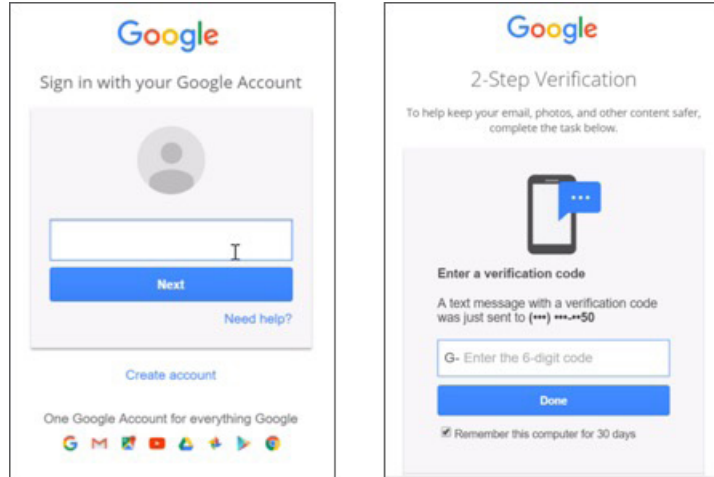 Google
Sign in with your Google Account
Next
Need help?
Create account
One Google Account for everything Google
Google
2-Step Verification
To help keep your email, photos, and other content safer,
complete the task below.
Enter a verification code
A text message with a verification code
was just sent to (•••) •••-••50
G- Enter the 6-digit code
Done
Remember this computer for 30 days